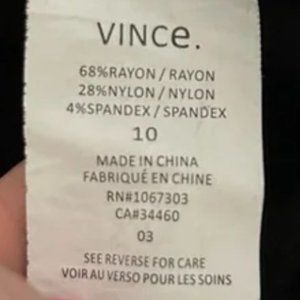 VINCe.
68%RAYON / RAYON
28%NYLON / NYLON
4%SPANDEX / SPANDEX
10
MADE IN CHINA
FABRIQUÉ EN CHINE
RN#1067303
CA#34460
03
SEE REVERSE FOR CARE
VOIR AU VERSO POUR LES SOINS